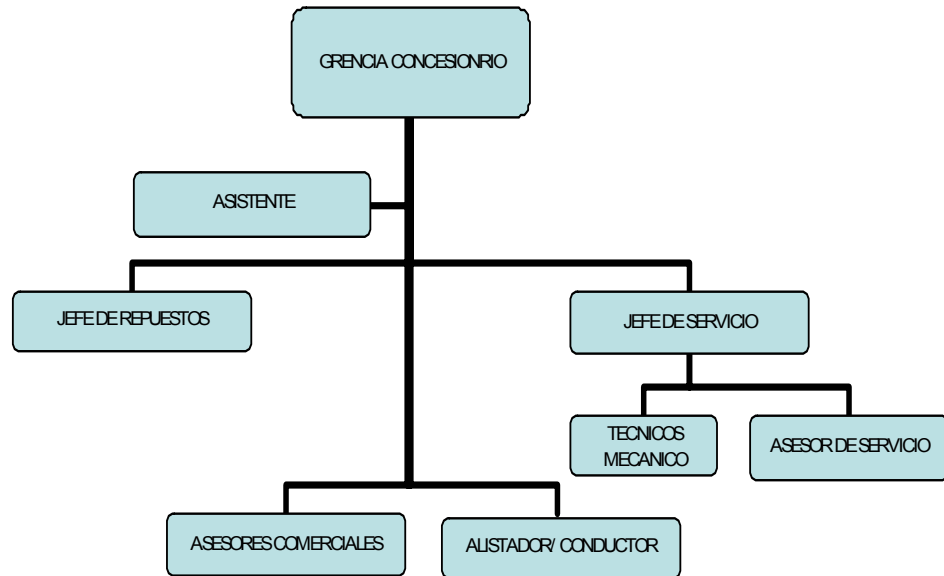 GRENCIA CONCESIONRIO
ASISTENTE
JEFE DE REPUESTOS
JEFE DE SERVICIO
TECNICOS
MECANICO
ASESOR DE SERVICIO
ASESORES COMERCIALES
ALISTADOR/ CONDUCTOR